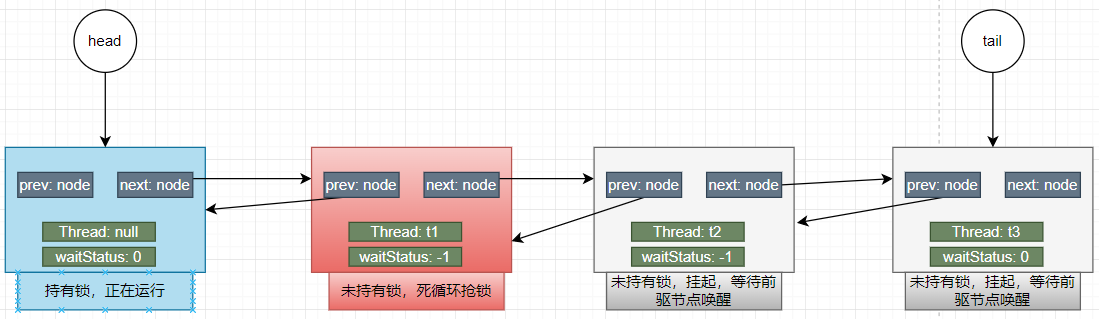 head
tail
prev: node
next: node
prev: node
next: node
prev: node
next: node
prev: node
next: node
Thread: null
Thread: t1
Thread: t2
Thread: t3
waitStatus: 0
waitStatus: -1
waitStatus: -1
waitStatus: 0
持有锁，正在运行
未持有锁，死循环抢锁
未持有锁，挂起，等待前
驱节点唤醒
未持有锁，挂起，等待前
驱节点唤醒